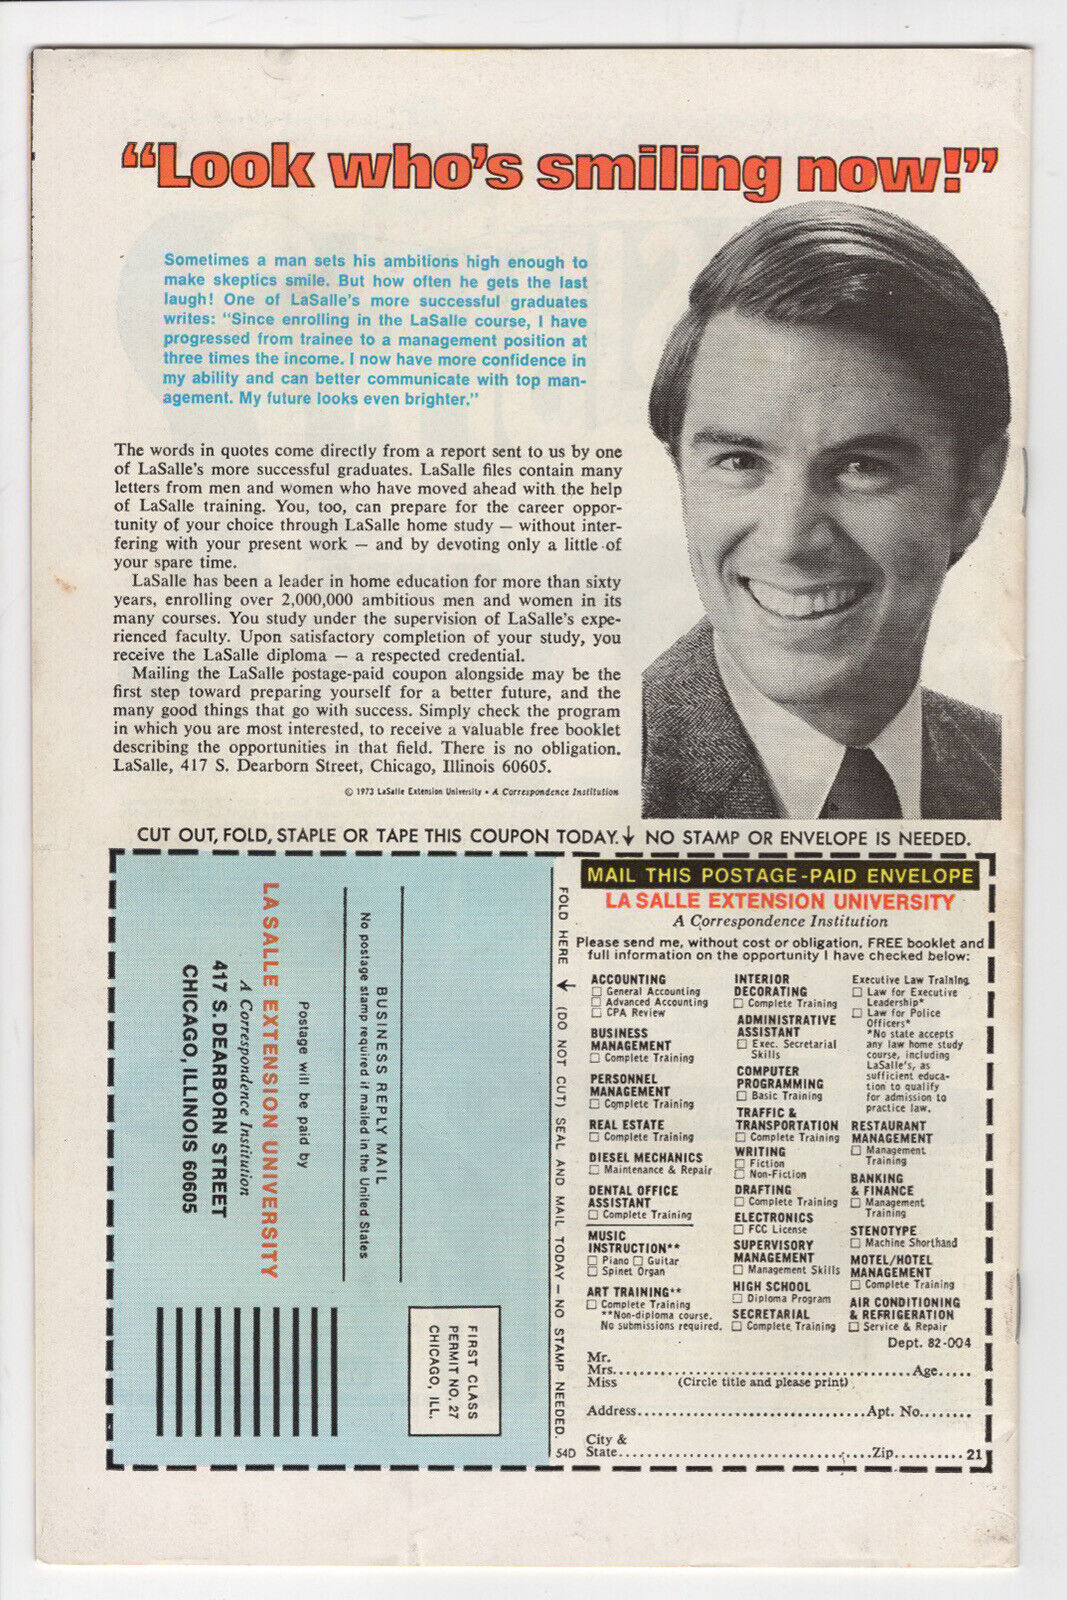 “Look who’s smiling now!”
Sometimes a man sets his ambitions high enough to
make skeptics smile. But how often he gets the last
laugh! One of LaSalle's more successful graduates
writes: "Since enrolling in the LaSalle course, I have
progressed from trainee to a management position at
three times the income. I now have more confidence in
my ability and can better communicate with top man-
agement. My future looks even brighter."
The words in quotes come directly from a report sent to us by one
of LaSalle's more successful graduates. LaSalle files contain many
letters from men and women who have moved ahead with the help
of LaSalle training. You, too, can prepare for the career oppor-
tunity of your choice through LaSalle home study — without inter-
fering with your present work — and by devoting only a little of
your spare time.
LaSalle has been a leader in home education for more than sixty
years, enrolling over 2,000,000 ambitious men and women in its
many courses. You study under the supervision of LaSalle's expe-
rienced faculty. Upon satisfactory completion of your study, you
receive the LaSalle diploma — a respected credential.
Mailing the LaSalle postage-paid coupon alongside may be the
first step toward preparing yourself for a better future, and the
many good things that go with success. Simply check the program
in which you are most interested, to receive a valuable free booklet
describing the opportunities in that field. There is no obligation.
LaSalle, 417 S. Dearborn Street, Chicago, Illinois 60605.
© 1973 LaSalle Extension University • A Correspondence Institution
CUT OUT, FOLD, STAPLE OR TAPE THIS COUPON TODAY.↓ NO STAMP OR ENVELOPE IS NEEDED.
FIRST CLASS
PERMIT NO. 27
CHICAGO, ILL.
BUSINESS REPLY MAIL
No postage stamp required if mailed in the United States
Postage will be paid by
LA SALLE EXTENSION UNIVERSITY
A Correspondence Institution
417 S. DEARBORN STREET
CHICAGO, ILLINOIS 60605
FOLD HERE ↓ (DO NOT CUT) SEAL AND MAIL TODAY — NO STAMP NEEDED.
54D
MAIL THIS POSTAGE-PAID ENVELOPE
LA SALLE EXTENSION UNIVERSITY
A Correspondence Institution
Please send me, without cost or obligation, FREE booklet and
full information on the opportunity I have checked below:
ACCOUNTING
☐ General Accounting
☐ Advanced Accounting
☐ CPA Review
BUSINESS
MANAGEMENT
☐ Complete Training
PERSONNEL
MANAGEMENT
☐ Complete Training
REAL ESTATE
☐ Complete Training
DIESEL MECHANICS
☐ Maintenance & Repair
DENTAL OFFICE
ASSISTANT
☐ Complete Training
MUSIC
INSTRUCTION**
☐ Piano ☐ Guitar
☐ Spinet Organ
ART TRAINING**
☐ Complete Training
**Non-diploma course.
No submissions required.
INTERIOR
DECORATING
☐ Complete Training
ADMINISTRATIVE
ASSISTANT
☐ Exec. Secretarial
Skills
COMPUTER
PROGRAMMING
☐ Basic Training
TRAFFIC &
TRANSPORTATION
☐ Complete Training
WRITING
☐ Fiction
☐ Non-Fiction
DRAFTING
☐ Complete Training
ELECTRONICS
☐ FCC License
SUPERVISORY
MANAGEMENT
☐ Management Skills
HIGH SCHOOL
☐ Diploma Program
SECRETARIAL
☐ Complete Training
Executive Law Training
☐ Law for Executive
Leadership*
☐ Law for Police
Officers*
*No state accepts
any law home study
course, including
LaSalle's, as
sufficient educa-
tion to qualify
for admission to
practice law.
RESTAURANT
MANAGEMENT
☐ Management
Training
BANKING
& FINANCE
☐ Management
Training
STENOTYPE
☐ Machine Shorthand
MOTEL/HOTEL
MANAGEMENT
☐ Complete Training
AIR CONDITIONING
& REFRIGERATION
☐ Service & Repair
Dept. 82-004
Mr.
Mrs..........Age.....
Miss (Circle title and please print)
Address..........Apt. No........
City &
State..........Zip.......... 21